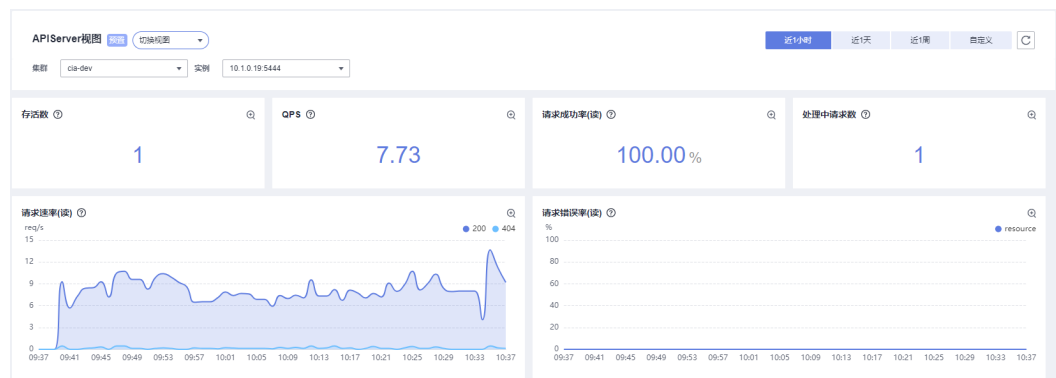 APIServer视图 预置 切换视图 近1小时 近1天 近1周 自定义
集群 cia-dev 实例 10.1.0.19:5444
存活数
1
QPS
7.73
请求成功率(读)
100.00 %
处理中请求数
1
请求速率(读)
req/s
200 404
15
12
9
6
3
0
09:37 09:41 09:45 09:49 09:53 09:57 10:01 10:05 10:09 10:13 10:17 10:21 10:25 10:29 10:33 10:37
请求错误率(读)
%
resource
100
80
60
40
20
0
09:37 09:41 09:45 09:49 09:53 09:57 10:01 10:05 10:09 10:13 10:17 10:21 10:25 10:29 10:33 10:37